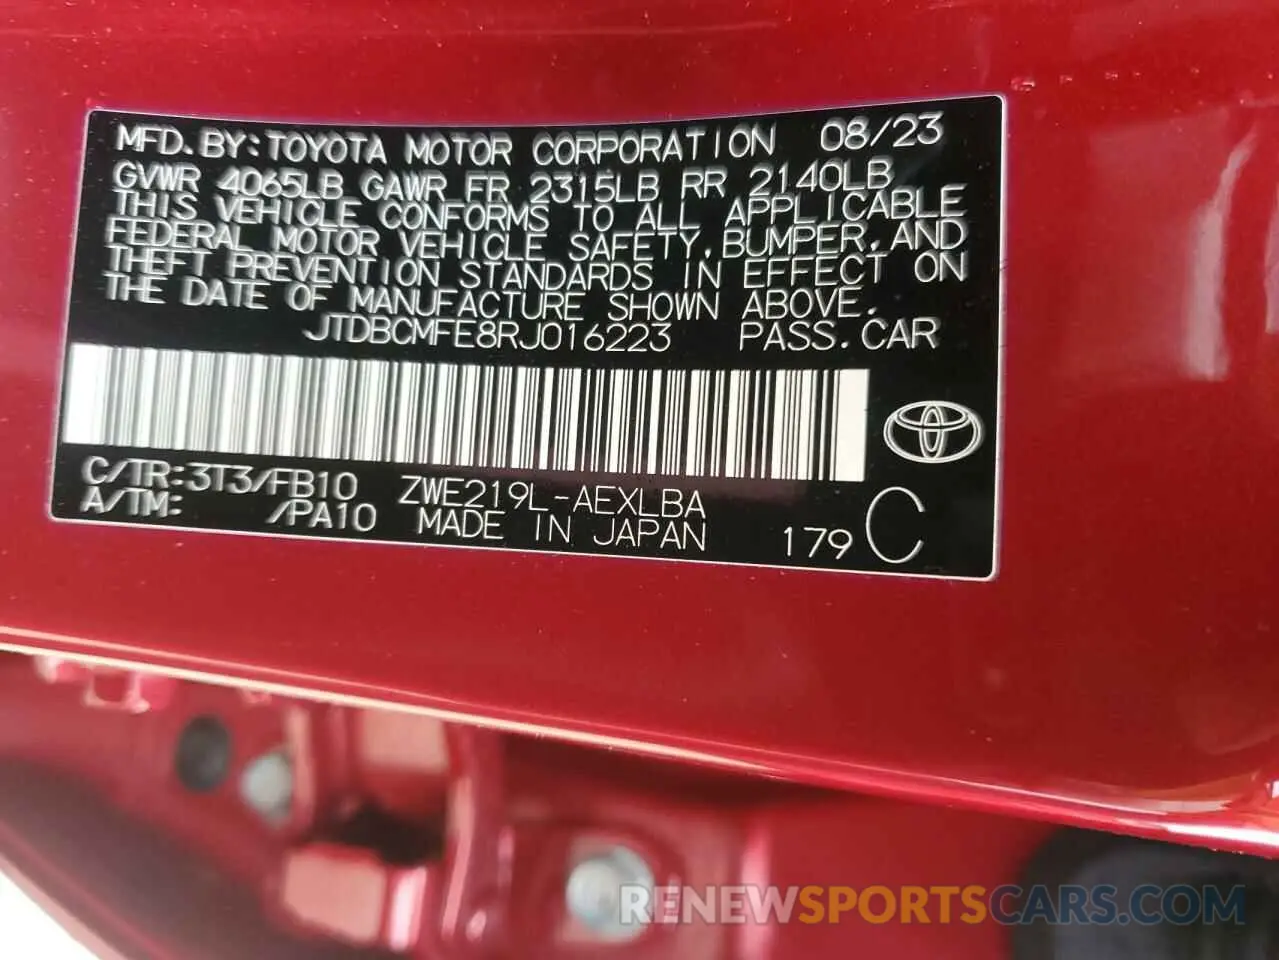 MFD. BY: TOYOTA MOTOR CORPORATION 08/23
GVWR 4065LB GAWR FR 2315LB RR 2140LB
THIS VEHICLE CONFORMS TO ALL APPLICABLE
FEDERAL MOTOR VEHICLE SAFETY, BUMPER, AND
THEFT PREVENTION STANDARDS IN EFFECT ON
THE DATE OF MANUFACTURE SHOWN ABOVE.
JTDBCMFE8RJ016223 PASS. CAR
C/TR: 3T3/FB10 ZWE219L-AEXLBA
A/TM: /PA10 MADE IN JAPAN 179 C
RENEWSPORTSCARS.COM